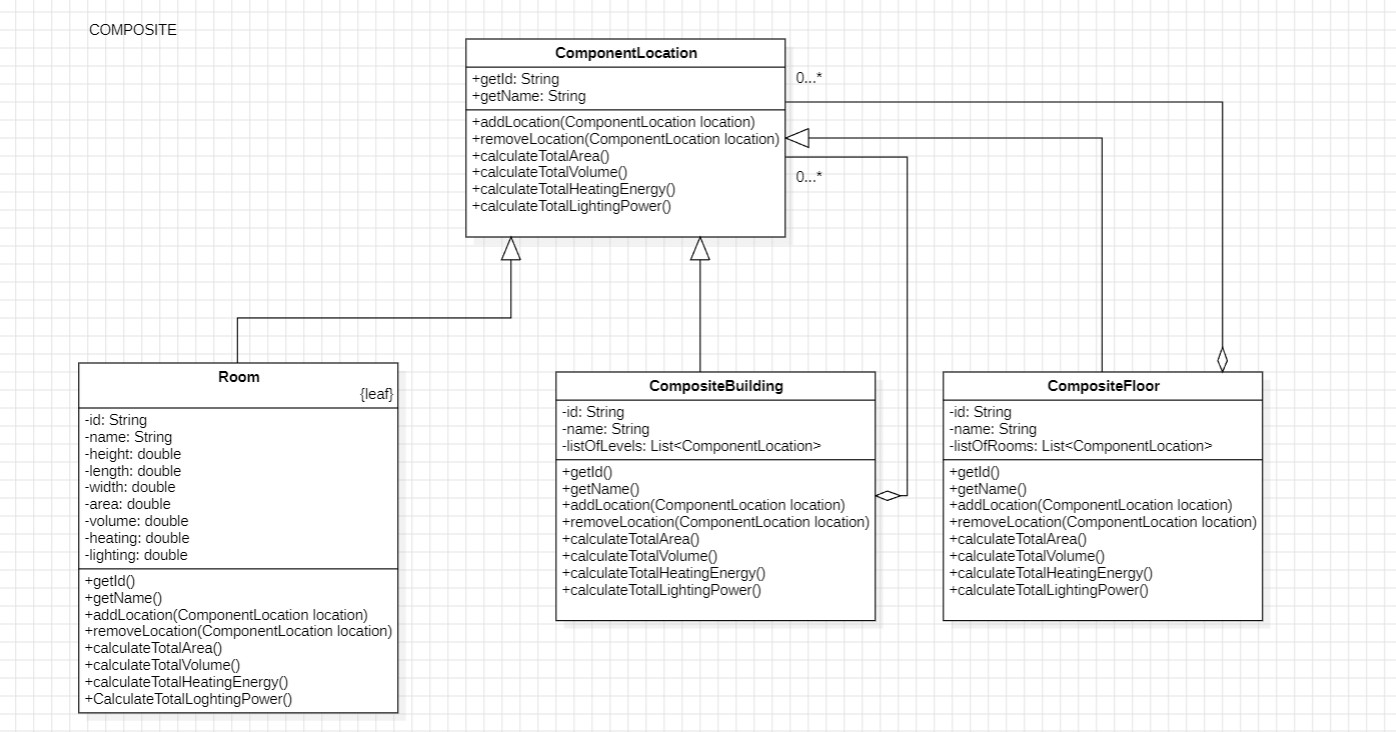 COMPOSITE
ComponentLocation
+getId: String
+getName: String
+addLocation(ComponentLocation location)
+removeLocation(ComponentLocation location)
+calculateTotalArea()
+calculateTotalVolume()
+calculateTotalHeatingEnergy()
+calculateTotalLightingPower()
0...*
0...*
Room
{leaf}
-id: String
-name: String
-height: double
-length: double
-width: double
-area: double
-volume: double
-heating: double
-lighting: double
+getId()
+getName()
+addLocation(ComponentLocation location)
+removeLocation(ComponentLocation location)
+calculateTotalArea()
+calculateTotalVolume()
+calculateTotalHeatingEnergy()
+CalculateTotalLoghtingPower()
CompositeBuilding
-id: String
-name: String
-listOfLevels: List<ComponentLocation>
+getId()
+getName()
+addLocation(ComponentLocation location)
+removeLocation(ComponentLocation location)
+calculateTotalArea()
+calculateTotalVolume()
+calculateTotalHeatingEnergy()
+calculateTotalLightingPower()
CompositeFloor
-id: String
-name: String
-listOfRooms: List<ComponentLocation>
+getId()
+getName()
+addLocation(ComponentLocation location)
+removeLocation(ComponentLocation location)
+calculateTotalArea()
+calculateTotalVolume()
+calculateTotalHeatingEnergy()
+calculateTotalLightingPower()